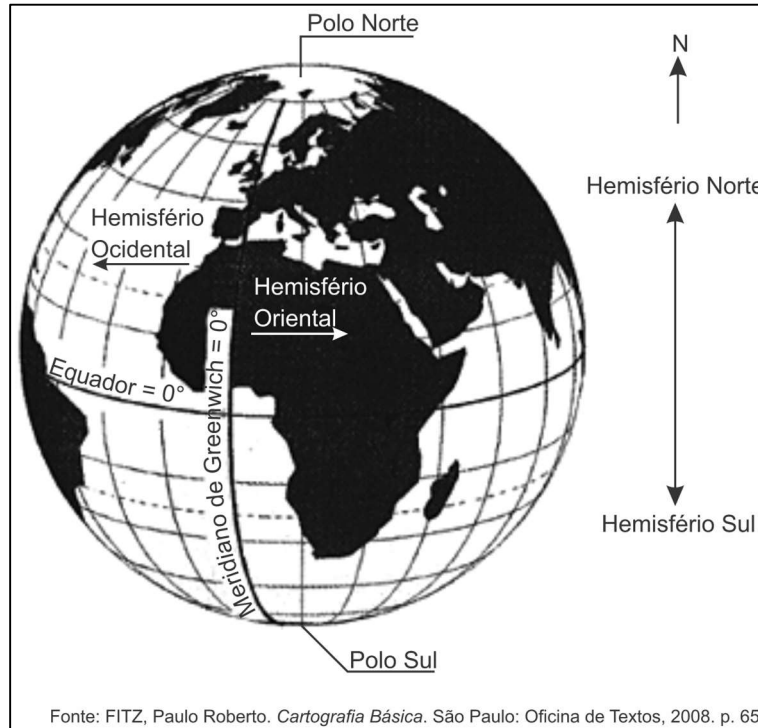 Polo Norte
N
Hemisfério Norte
Hemisfério
Ocidental
Hemisfério
Oriental
Equador = 0°
Meridiano de Greenwich = 0°
Hemisfério Sul
Polo Sul
Fonte: FITZ, Paulo Roberto. Cartografia Básica. São Paulo: Oficina de Textos, 2008. p. 65